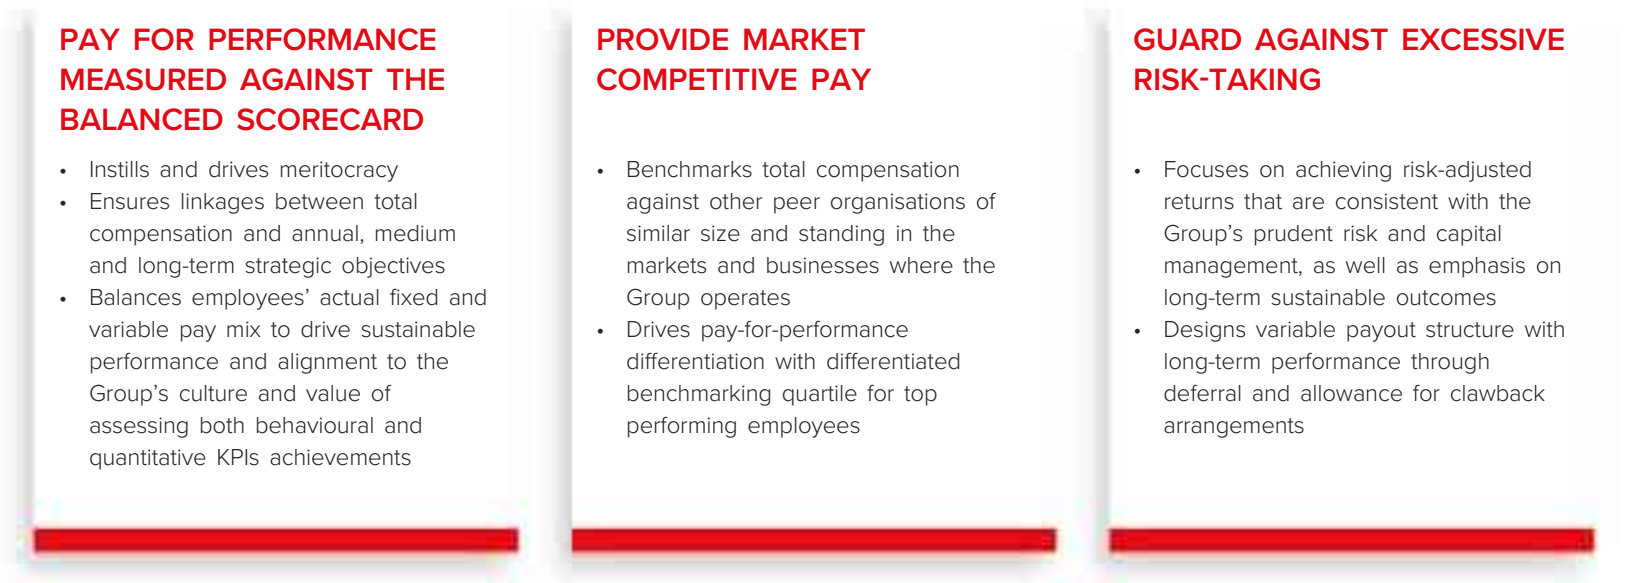 PAY FOR PERFORMANCE
MEASURED AGAINST THE
BALANCED SCORECARD
• Instills and drives meritocracy
• Ensures linkages between total
compensation and annual, medium
and long-term strategic objectives
• Balances employees’ actual fixed and
variable pay mix to drive sustainable
performance and alignment to the
Group’s culture and value of
assessing both behavioural and
quantitative KPIs achievements
PROVIDE MARKET
COMPETITIVE PAY
• Benchmarks total compensation
against other peer organisations of
similar size and standing in the
markets and businesses where the
Group operates
• Drives pay-for-performance
differentiation with differentiated
benchmarking quartile for top
performing employees
GUARD AGAINST EXCESSIVE
RISK-TAKING
• Focuses on achieving risk-adjusted
returns that are consistent with the
Group’s prudent risk and capital
management, as well as emphasis on
long-term sustainable outcomes
• Designs variable payout structure with
long-term performance through
deferral and allowance for clawback
arrangements